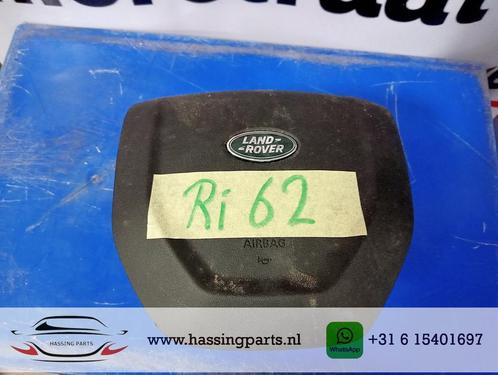 LAND-
-ROVER
Ri 62
AIRBAG
HASSING PARTS
www.hassingparts.nl
WhatsApp
+31 6 15401697